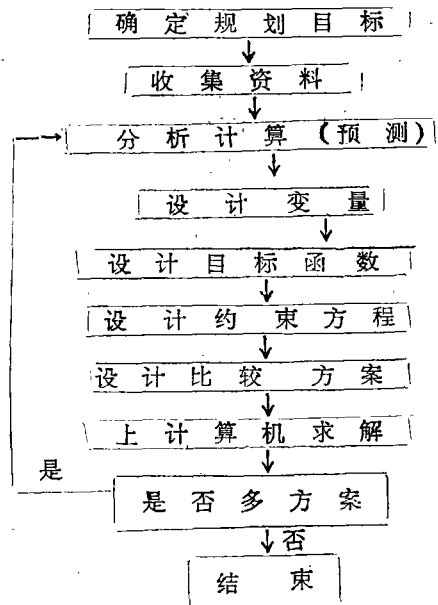 确定规划目标
收集资料
分析计算(预测)
设计变量
设计目标函数
设计约束方程
设计比较方案
上计算机求解
是
是否多方案
否
结束